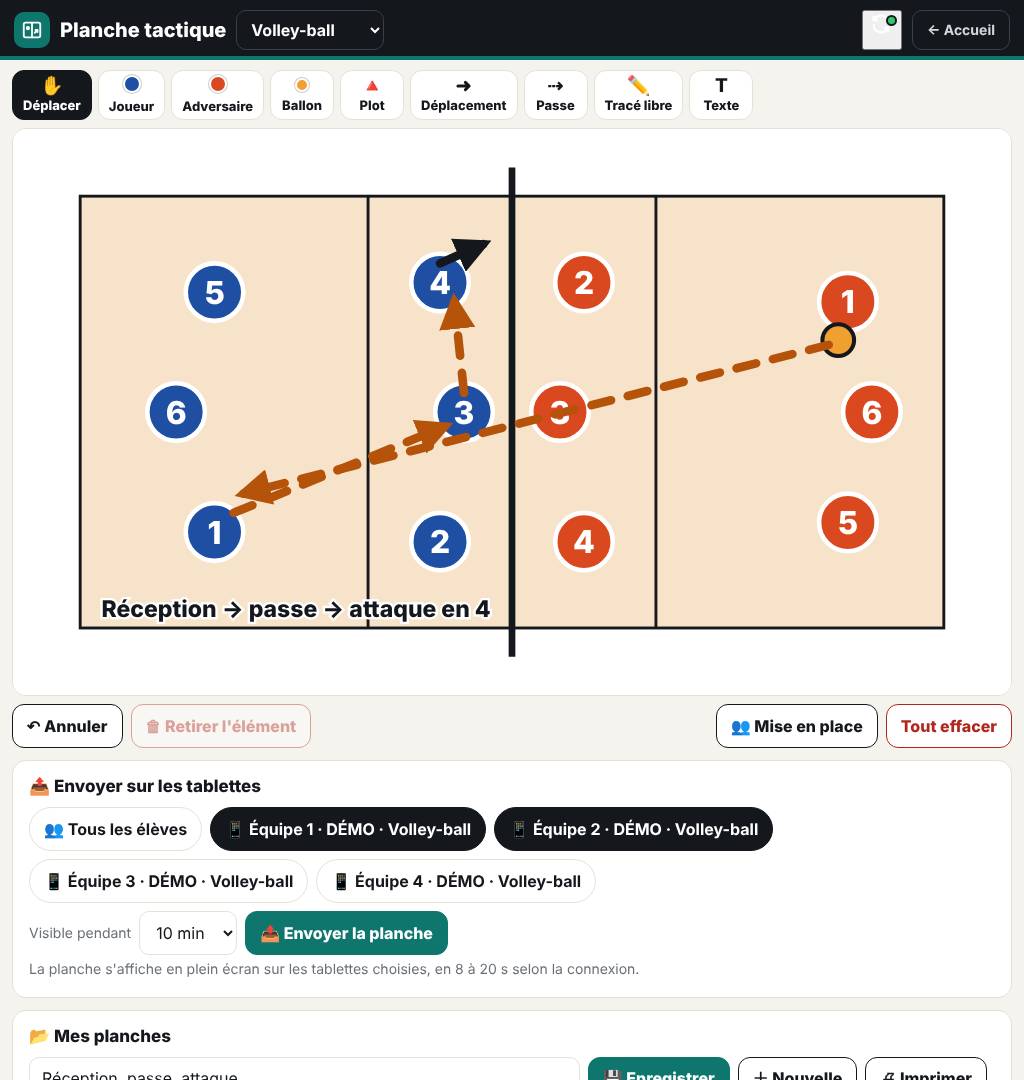 Planche tactique
Volley-ball
← Accueil
Déplacer
Joueur
Adversaire
Ballon
Plot
Déplacement
Passe
Tracé libre
T
Texte
5
4
2
1
6
3
3
6
1
2
4
5
Réception → passe → attaque en 4
↶ Annuler
Retirer l'élément
Mise en place
Tout effacer
Envoyer sur les tablettes
Tous les élèves
Équipe 1 · DÉMO · Volley-ball
Équipe 2 · DÉMO · Volley-ball
Équipe 3 · DÉMO · Volley-ball
Équipe 4 · DÉMO · Volley-ball
Visible pendant
10 min
Envoyer la planche
La planche s'affiche en plein écran sur les tablettes choisies, en 8 à 20 s selon la connexion.
Mes planches
Réception, passe, attaque
Enregistrer
+ Nouvelle
Imprimer